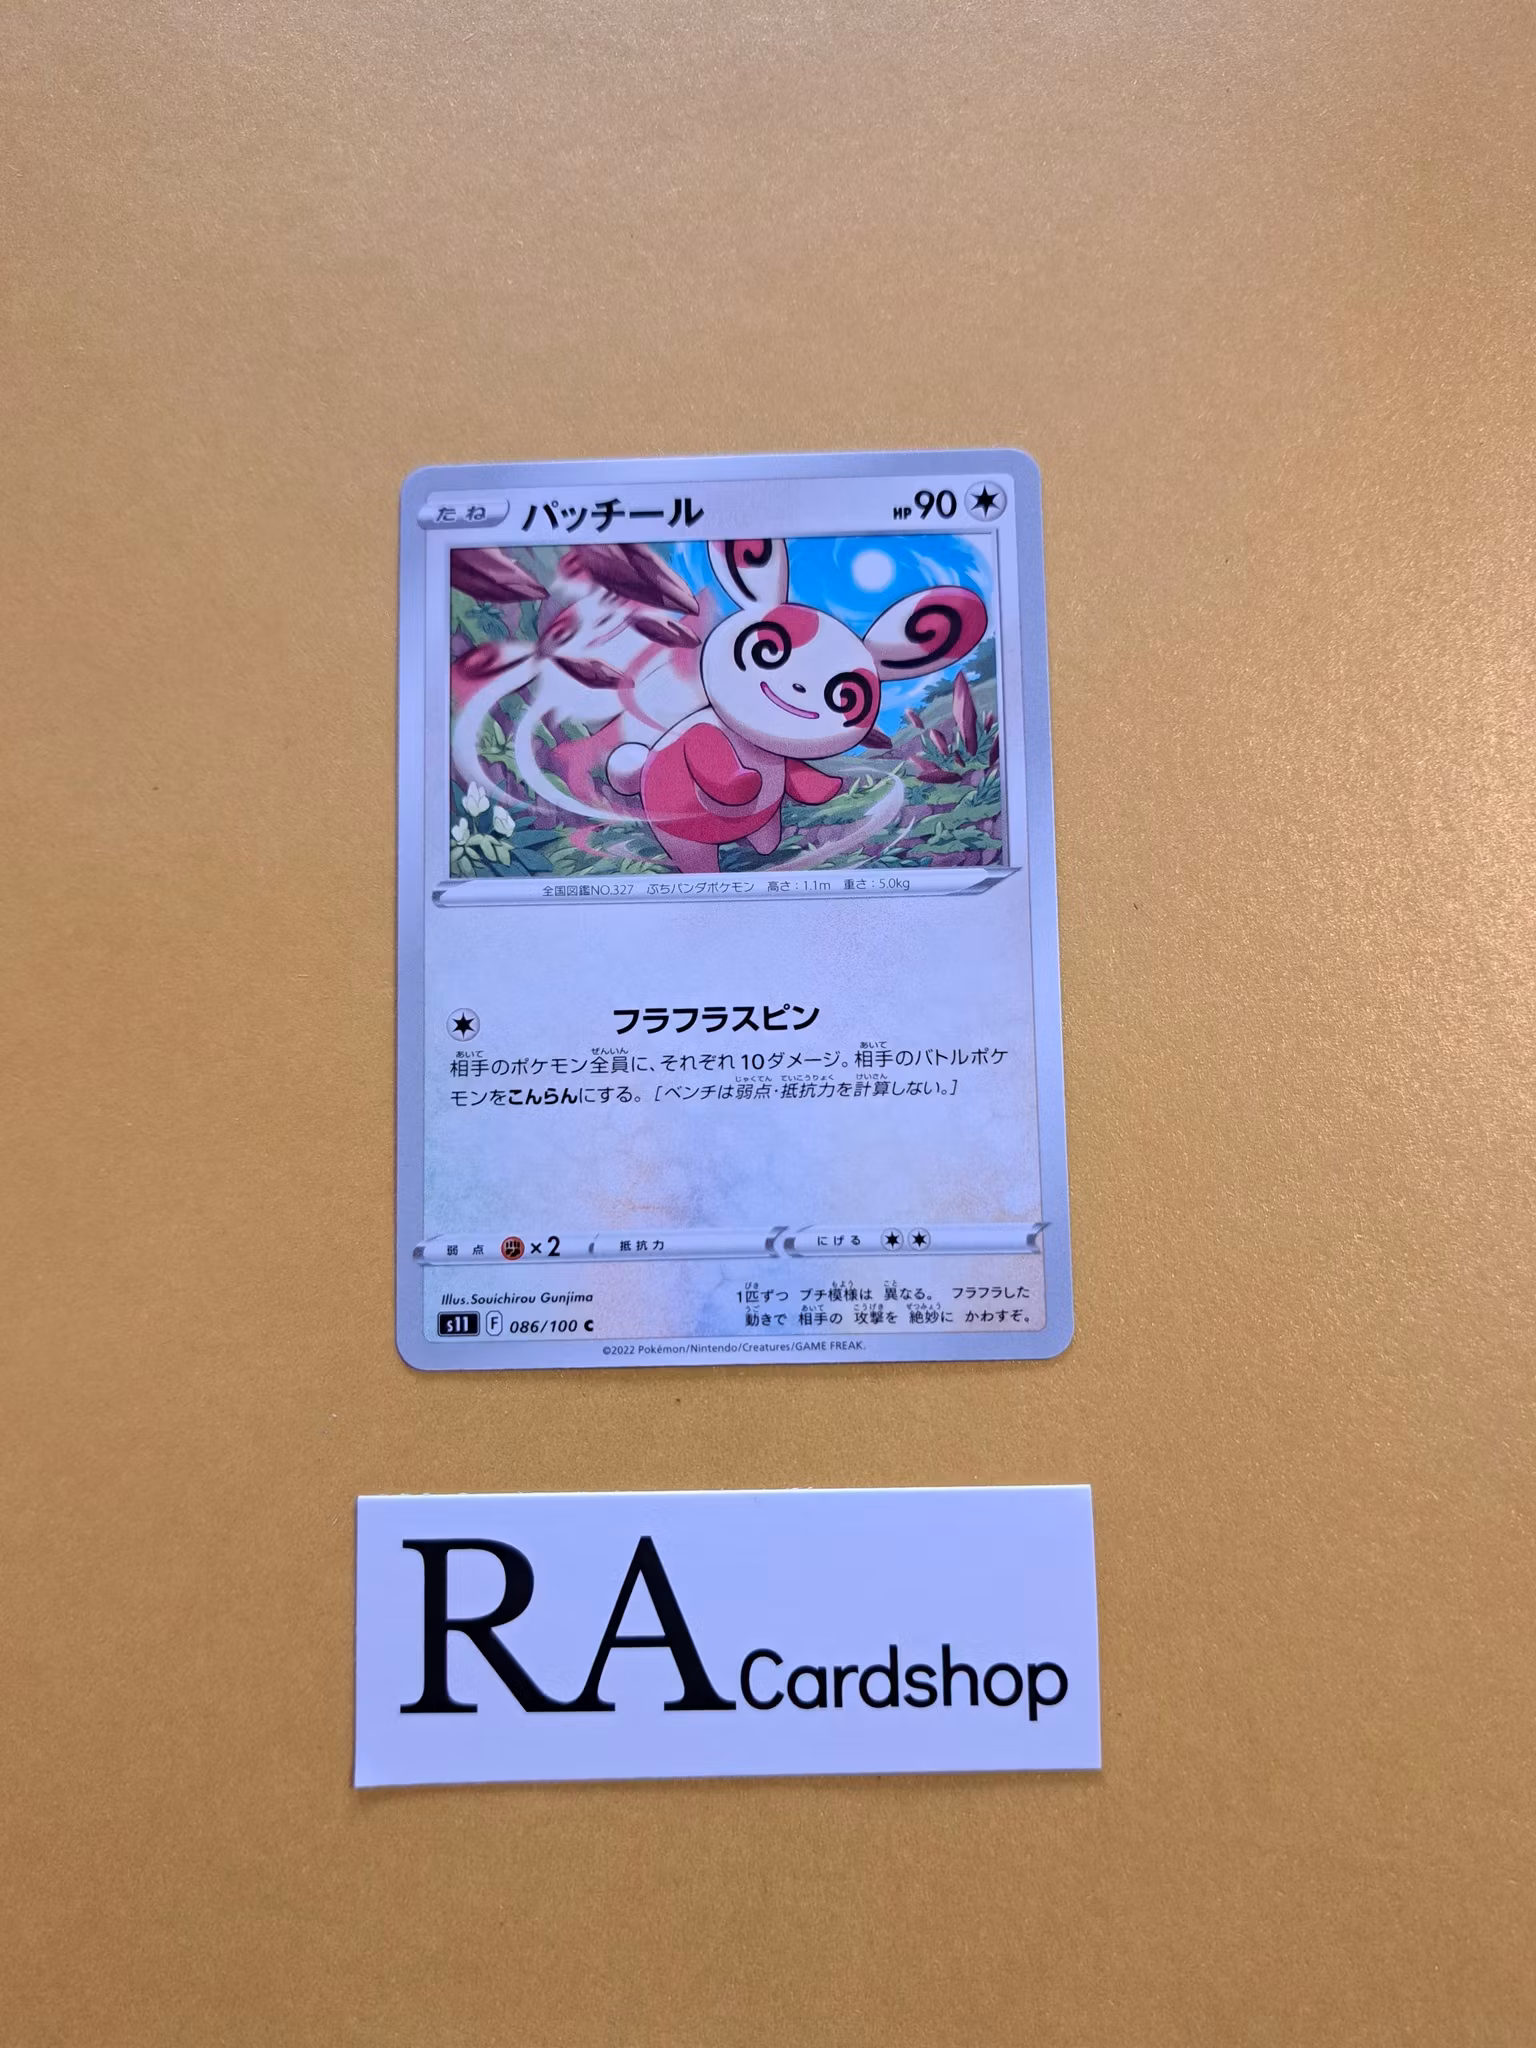 たね パッチール HP90
全国図鑑NO.327 ぶちパンダポケモン 高さ：1.1m 重さ：5.0kg
フラフラスピン
相手のポケモン全員に、それぞれ10ダメージ。相手のバトルポケ
モンをこんらんにする。［ベンチは弱点・抵抗力を計算しない。］
弱点 ×2 抵抗力 にげる
Illus.Souichirou Gunjima
1匹ずつ ブチ模様は 異なる。 フラフラした
動きで 相手の 攻撃を 絶妙に かわすぞ。
s11 F 086/100 C
©2022 Pokémon/Nintendo/Creatures/GAME FREAK.
RA Cardshop